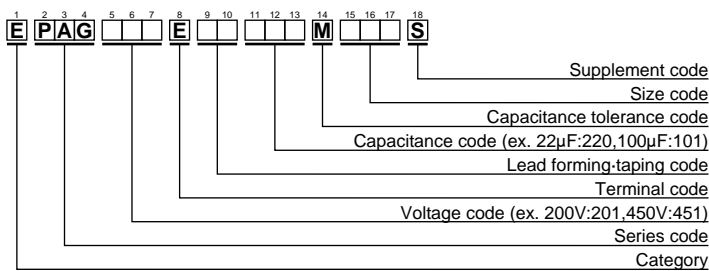 1 2 3 4 5 6 7 8 9 10 11 12 13 14 15 16 17 18
E PAG E M S
Supplement code
Size code
Capacitance tolerance code
Capacitance code (ex. 22μF:220,100μF:101)
Lead forming·taping code
Terminal code
Voltage code (ex. 200V:201,450V:451)
Series code
Category